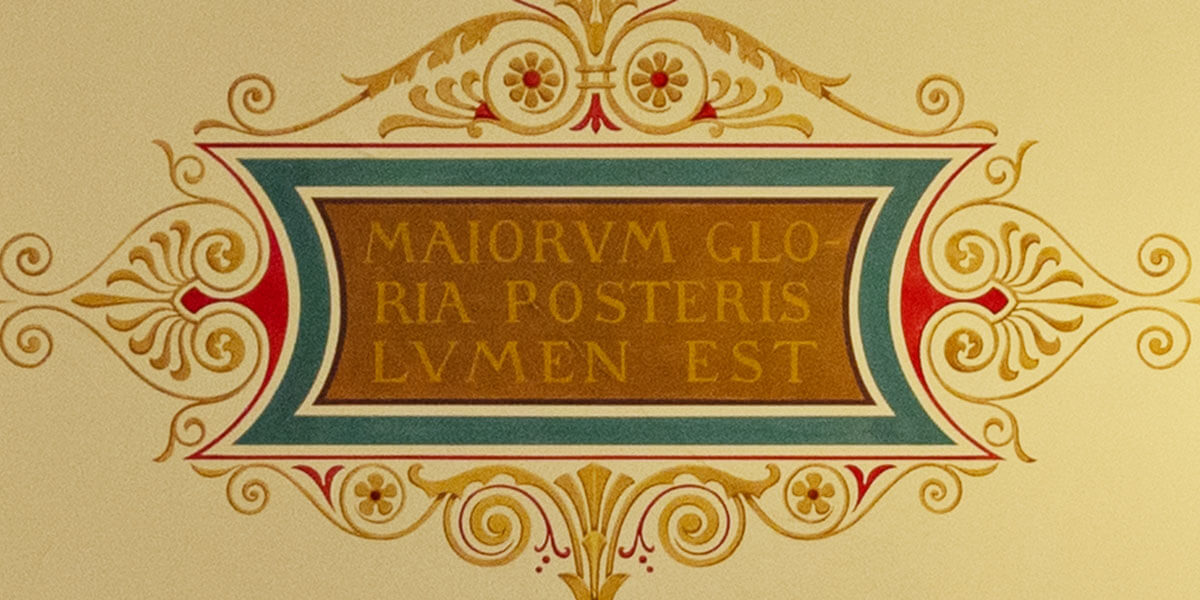 MAIORVM GLO-
RIA POSTERIS
LVMEN EST